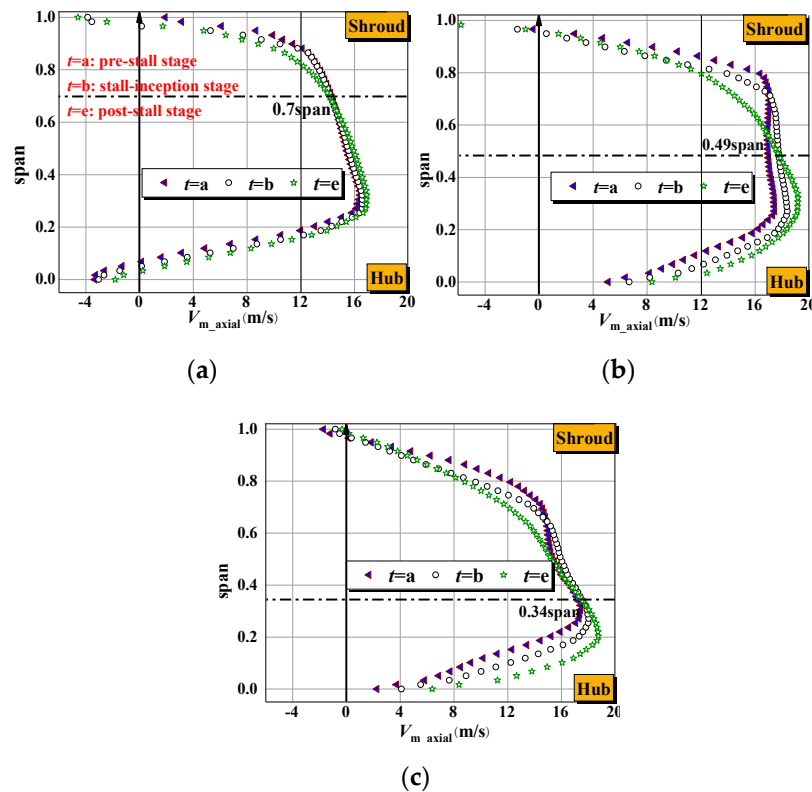 Shroud
1.0
0.8
0.6
0.4
0.2
0.0
span
t=a: pre-stall stage
t=b: stall-inception stage
t=e: post-stall stage
0.7span
t=a t=b t=e
Hub
-4 0 4 8 12 16 20
Vm_axial(m/s)
(a)
Shroud
1.0
0.8
0.6
0.4
0.2
0.0
span
0.49span
t=a t=b t=e
Hub
-4 0 4 8 12 16 20
Vm_axial(m/s)
(b)
Shroud
1.0
0.8
0.6
0.4
0.2
0.0
span
t=a t=b t=e
0.34span
Hub
-4 0 4 8 12 16 20
Vm_axial(m/s)
(c)